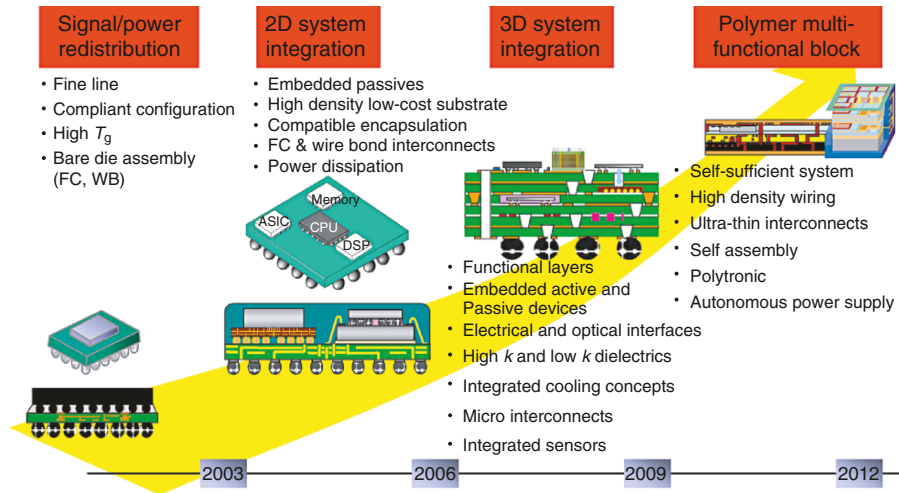 Signal/power
redistribution
• Fine line
• Compliant configuration
• High Tg
• Bare die assembly
(FC, WB)
2D system
integration
• Embedded passives
• High density low-cost substrate
• Compatible encapsulation
• FC & wire bond interconnects
• Power dissipation
Memory
ASIC
CPU
DSP
3D system
integration
• Functional layers
• Embedded active and
Passive devices
• Electrical and optical interfaces
• High k and low k dielectrics
• Integrated cooling concepts
• Micro interconnects
• Integrated sensors
Polymer multi-
functional block
• Self-sufficient system
• High density wiring
• Ultra-thin interconnects
• Self assembly
• Polytronic
• Autonomous power supply
2003
2006
2009
2012